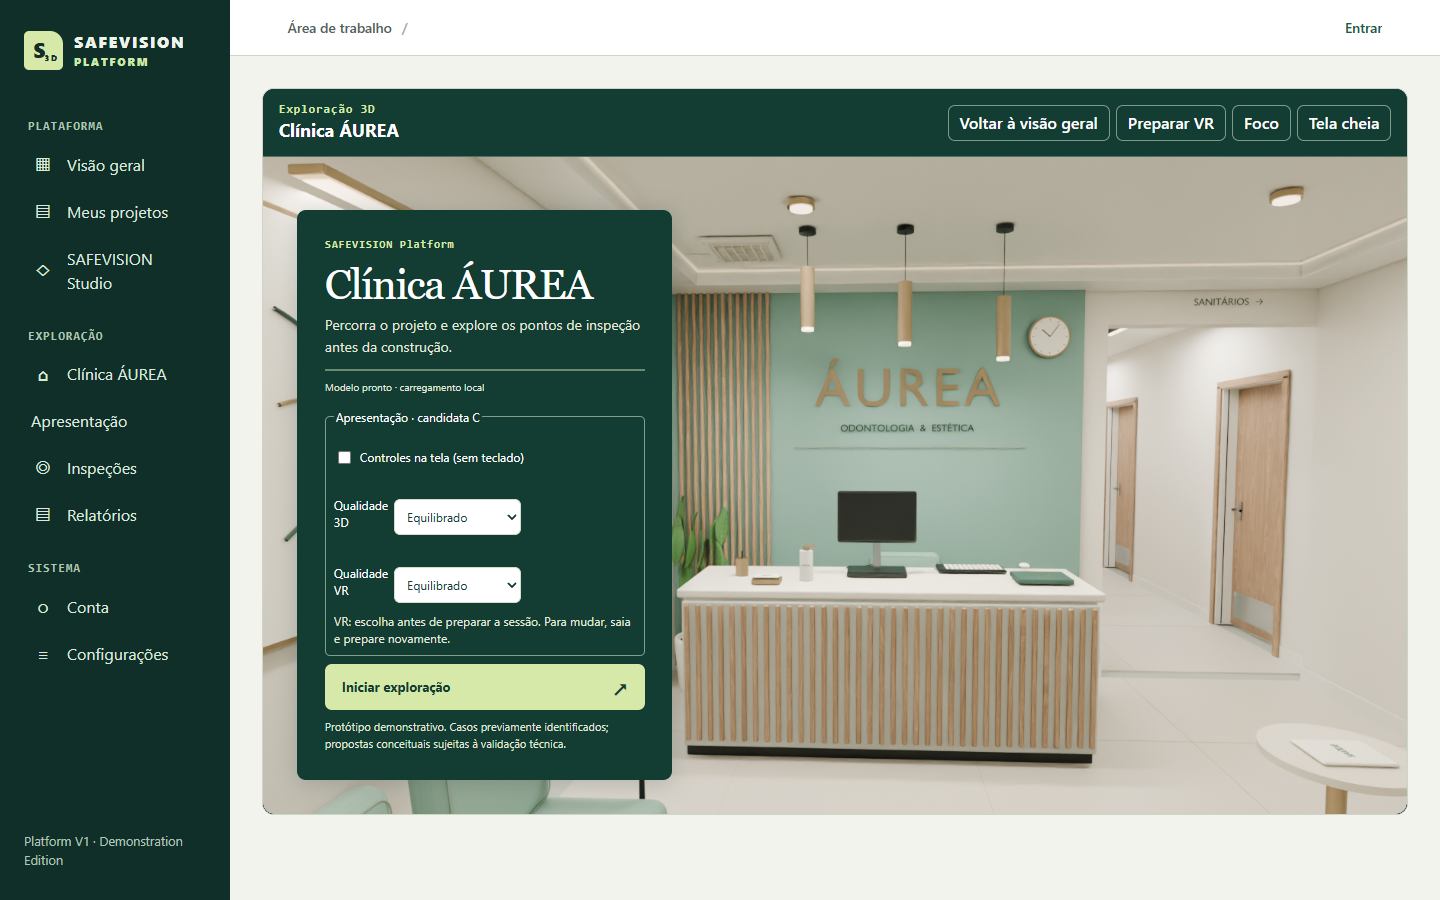 S3D
SAFEVISION
PLATFORM
PLATAFORMA
Visão geral
Meus projetos
SAFEVISION
Studio
EXPLORAÇÃO
Clínica ÁUREA
Apresentação
Inspeções
Relatórios
SISTEMA
Conta
Configurações
Platform V1 · Demonstration
Edition
Área de trabalho /
Entrar
Exploração 3D
Clínica ÁUREA
Voltar à visão geral
Preparar VR
Foco
Tela cheia
SAFEVISION Platform
Clínica ÁUREA
Percorra o projeto e explore os pontos de inspeção
antes da construção.
Modelo pronto · carregamento local
Apresentação · candidata C
Controles na tela (sem teclado)
Qualidade
3D
Equilibrado
Qualidade
VR
Equilibrado
VR: escolha antes de preparar a sessão. Para mudar, saia
e prepare novamente.
Iniciar exploração ↗
Protótipo demonstrativo. Casos previamente identificados;
propostas conceituais sujeitas à validação técnica.
SANITÁRIOS →
ÁUREA
ODONTOLOGIA & ESTÉTICA